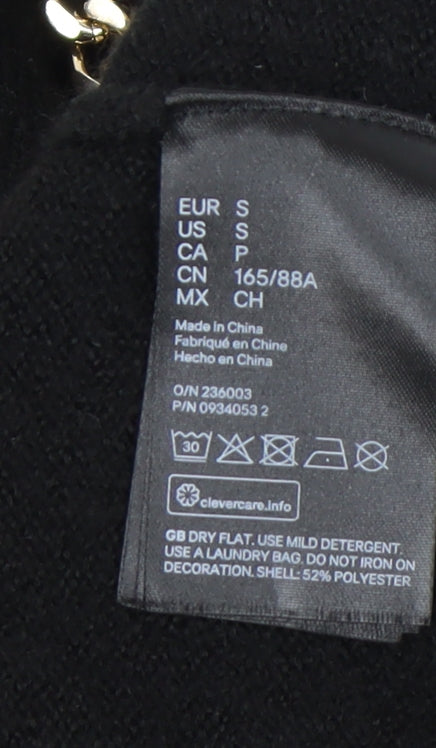 EUR S
US S
CA P
CN 165/88A
MX CH
Made in China
Fabriqué en Chine
Hecho en China
O/N 236003
P/N 0934053 2
30
clevercare.info
GB DRY FLAT. USE MILD DETERGENT.
USE A LAUNDRY BAG. DO NOT IRON ON
DECORATION. SHELL: 52% POLYESTER